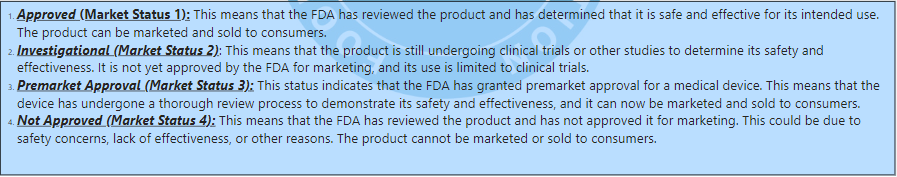 1. Approved (Market Status 1): This means that the FDA has reviewed the product and has determined that it is safe and effective for its intended use.
The product can be marketed and sold to consumers.
2. Investigational (Market Status 2): This means that the product is still undergoing clinical trials or other studies to determine its safety and
effectiveness. It is not yet approved by the FDA for marketing, and its use is limited to clinical trials.
3. Premarket Approval (Market Status 3): This status indicates that the FDA has granted premarket approval for a medical device. This means that the
device has undergone a thorough review process to demonstrate its safety and effectiveness, and it can now be marketed and sold to consumers.
4. Not Approved (Market Status 4): This means that the FDA has reviewed the product and has not approved it for marketing. This could be due to
safety concerns, lack of effectiveness, or other reasons. The product cannot be marketed or sold to consumers.